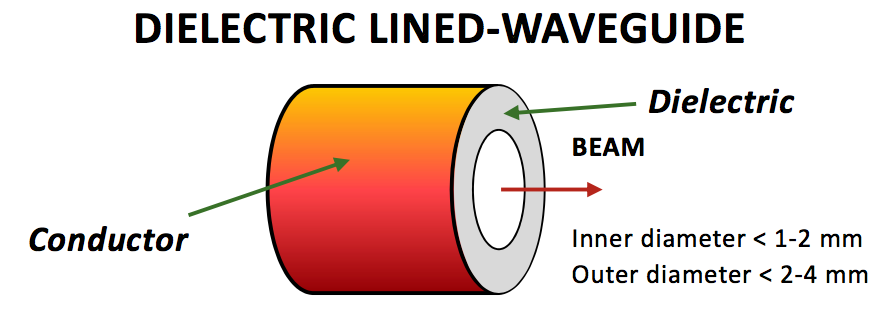 DIELECTRIC LINED-WAVEGUIDE
Dielectric
BEAM
Conductor
Inner diameter < 1-2 mm
Outer diameter < 2-4 mm